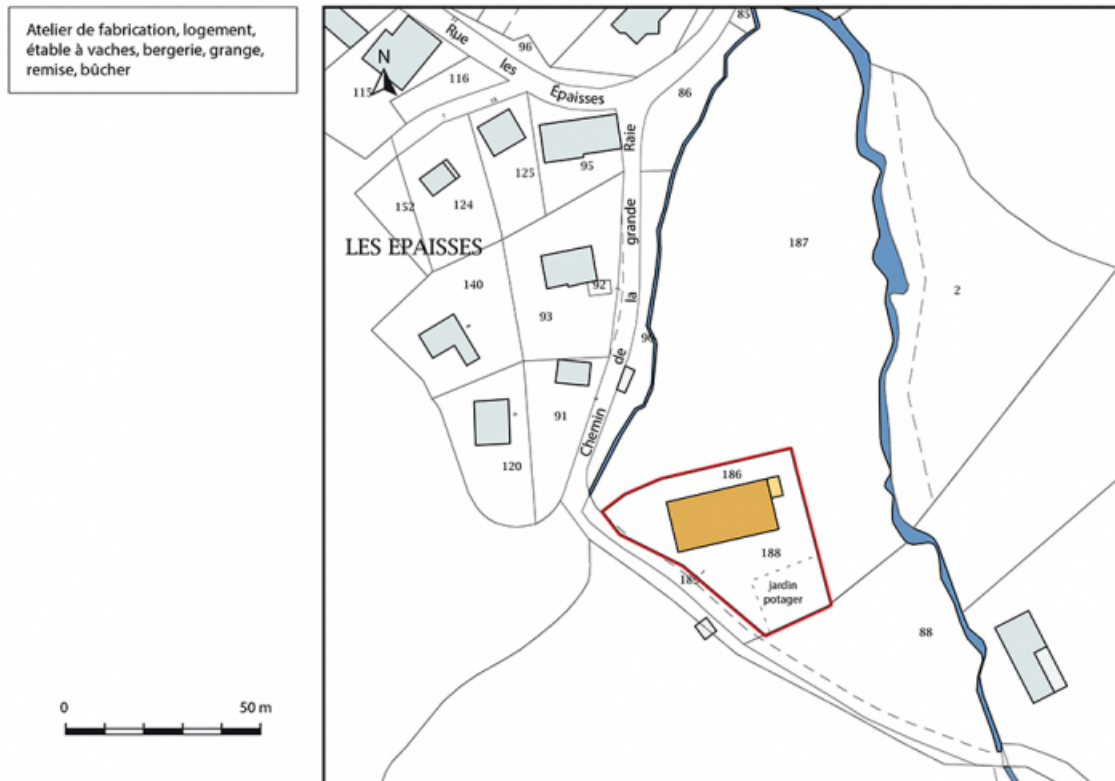 Atelier de fabrication, logement,
étable à vaches, bergerie, grange,
remise, bûcher
85
Rue les Épaisses
96
N
115
116
86
95
125
152
124
Chemin de la grande Raie
187
LES EPAISSES
140
92
93
2
91
120
186
188
jardin
potager
88
0 50 m